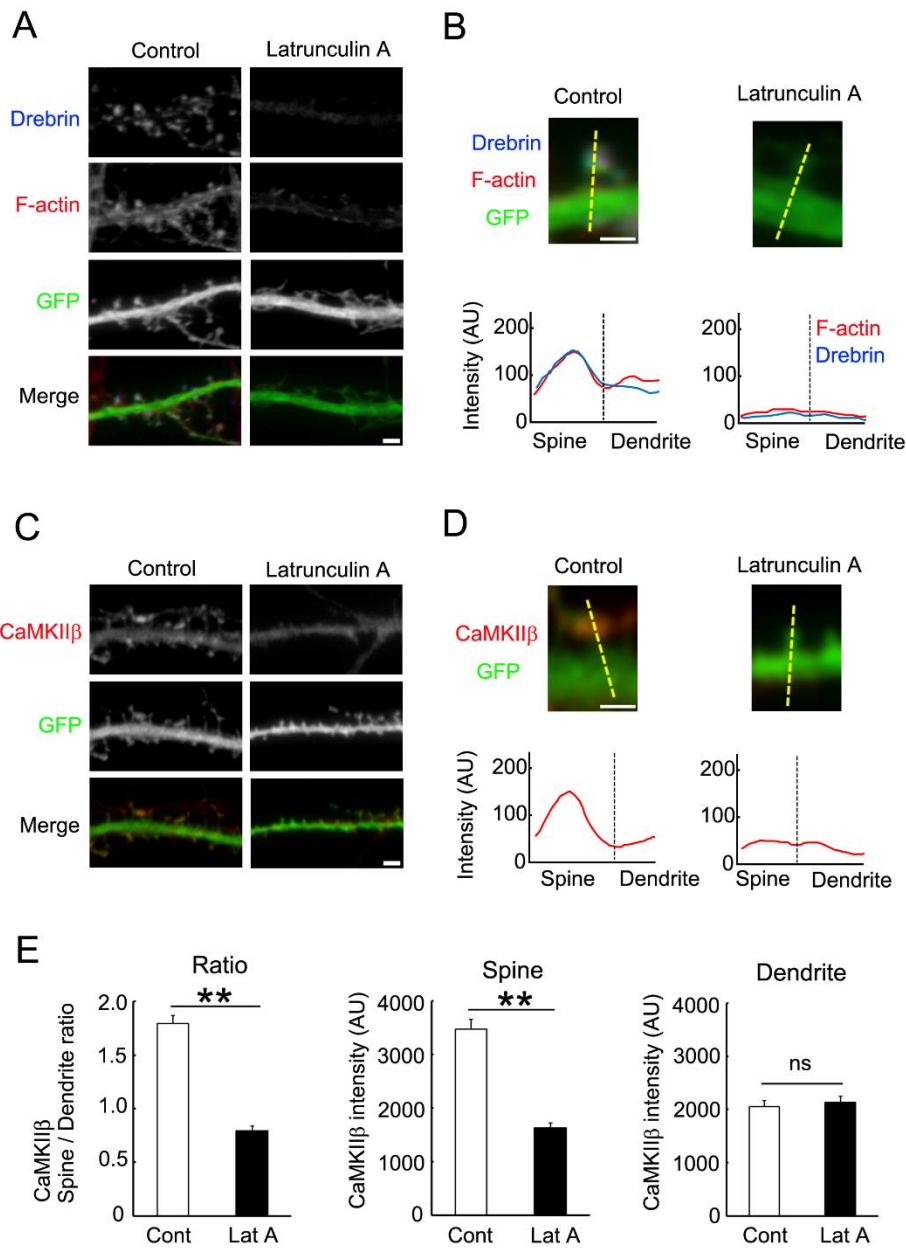 A
Control Latrunculin A
Drebrin
F-actin
GFP
Merge
B
Control Latrunculin A
Drebrin
F-actin
GFP
Intensity (AU)
200
100
0
Spine Dendrite
200
100
0
F-actin
Drebrin
Spine Dendrite
C
Control Latrunculin A
CaMKIIβ
GFP
Merge
D
Control Latrunculin A
CaMKIIβ
GFP
Intensity (AU)
200
100
0
Spine Dendrite
200
100
0
Spine Dendrite
E
Ratio
CaMKIIβ
Spine / Dendrite ratio
2.0
1.5
1.0
0.5
0
**
Cont Lat A
Spine
CaMKIIβ intensity (AU)
4000
3000
2000
1000
0
**
Cont Lat A
Dendrite
CaMKIIβ intensity (AU)
4000
3000
2000
1000
0
ns
Cont Lat A